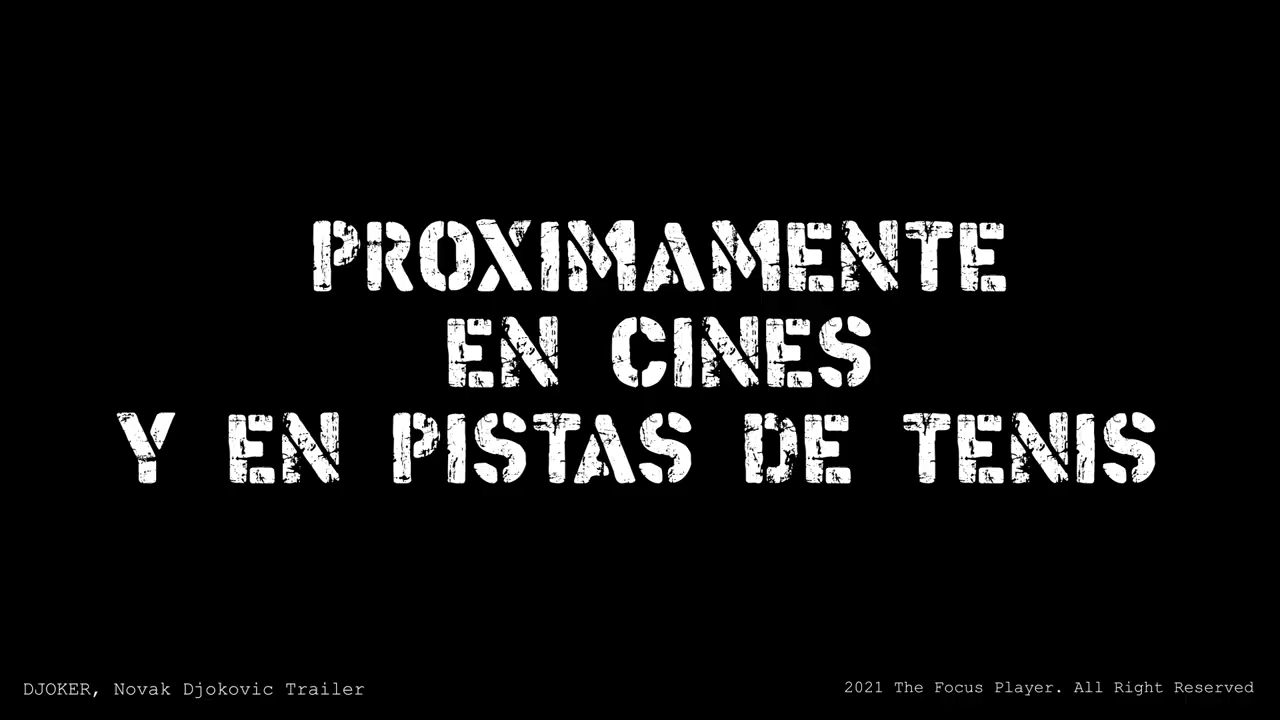 PROXIMAMENTE
EN CINES
Y EN PISTAS DE TENIS
DJOKER, Novak Djokovic Trailer
2021 The Focus Player. All Right Reserved